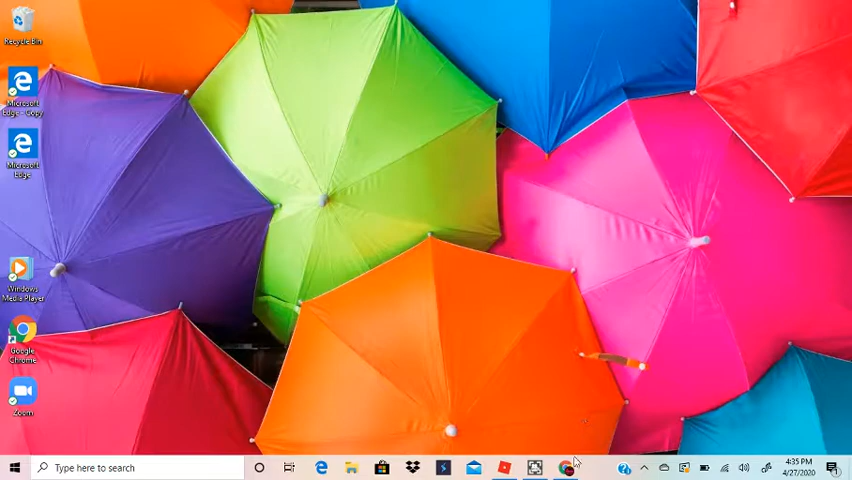 Recycle Bin
Microsoft
Edge - Copy
Microsoft
Edge
Windows
Media Player
Google
Chrome
Zoom
Type here to search
4:35 PM
4/27/2020